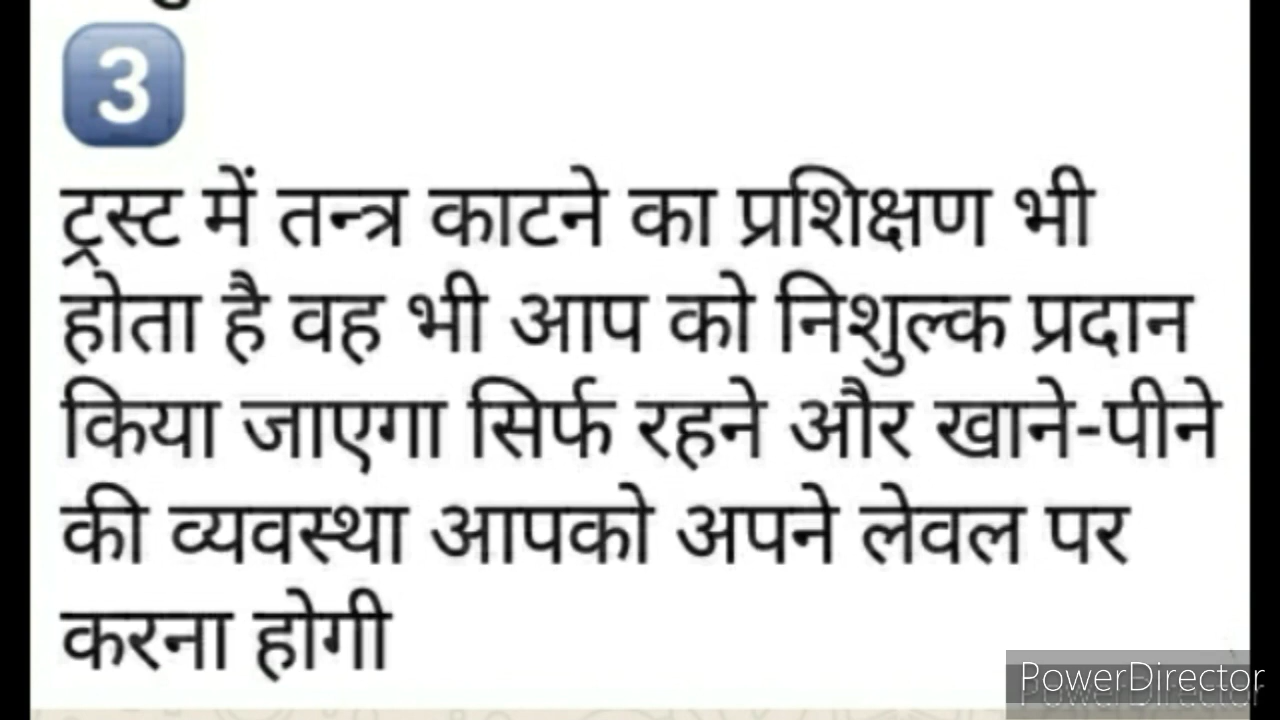 3
ट्रस्ट में तन्त्र काटने का प्रशिक्षण भी
होता है वह भी आप को निशुल्क प्रदान
किया जाएगा सिर्फ रहने और खाने-पीने
की व्यवस्था आपको अपने लेवल पर
करना होगी
PowerDirector